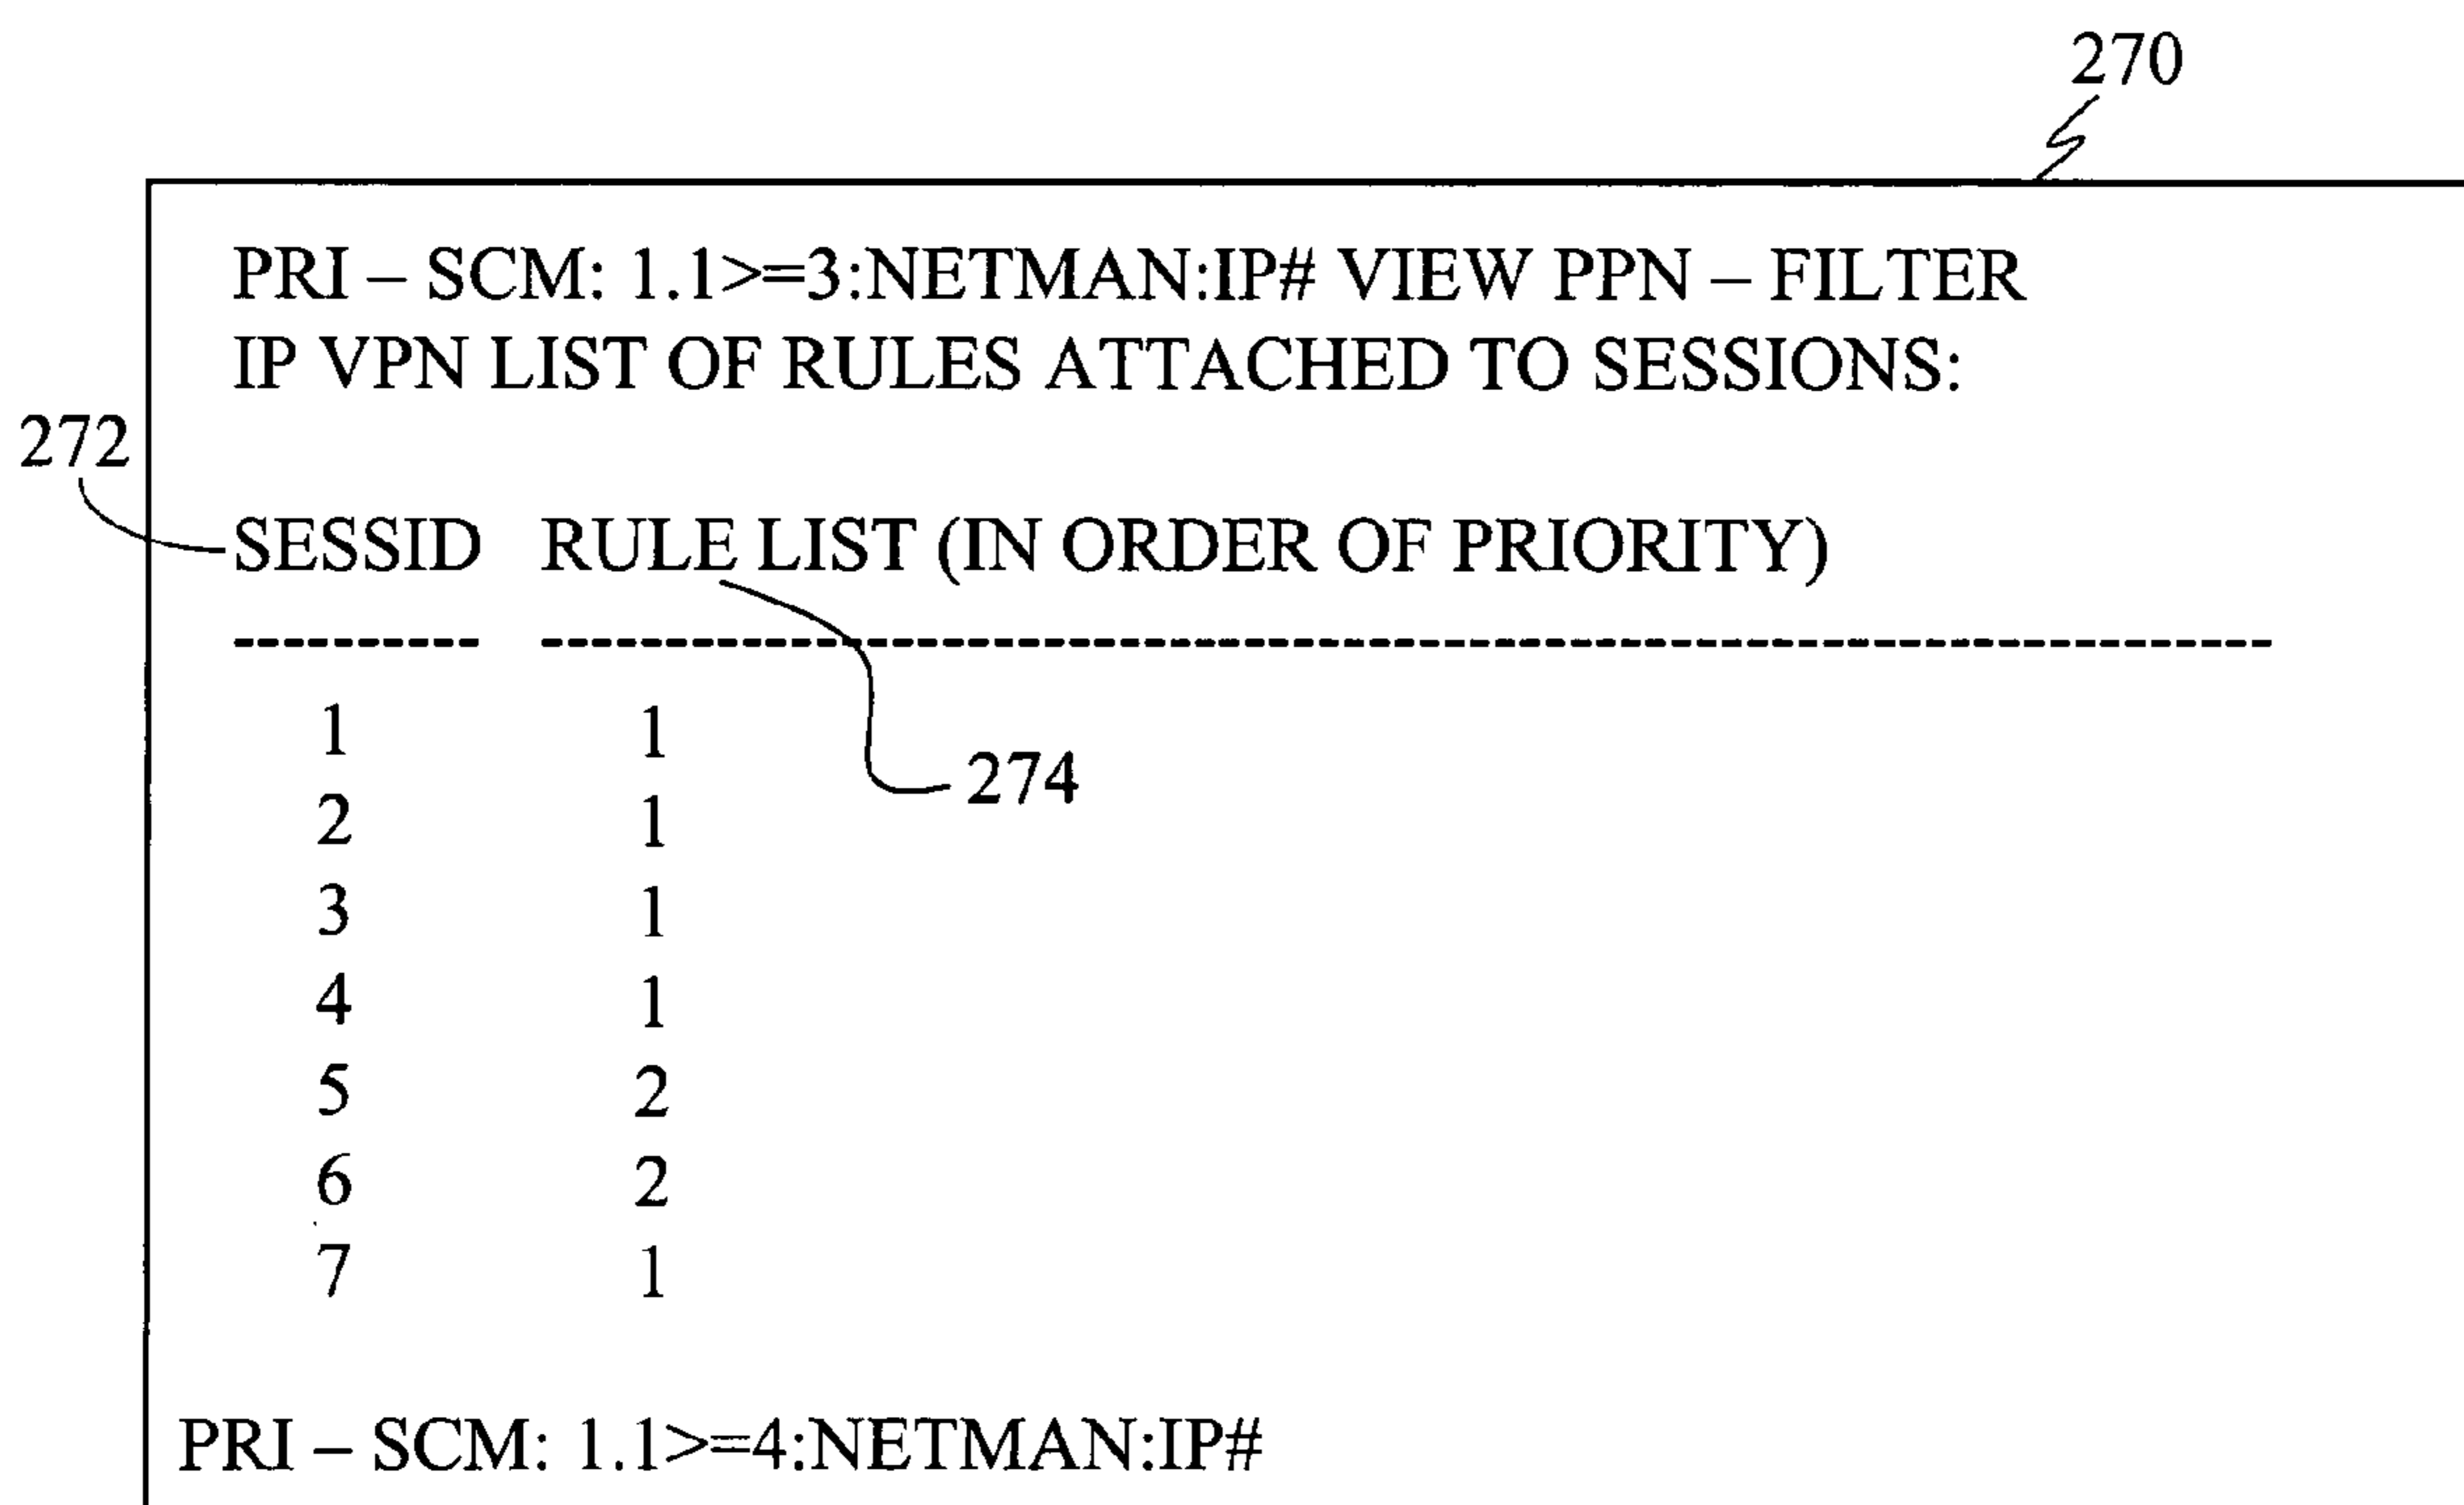 270
PRI – SCM: 1.1>=3:NETMAN:IP# VIEW PPN – FILTER
IP VPN LIST OF RULES ATTACHED TO SESSIONS:
272
SESSID RULE LIST (IN ORDER OF PRIORITY)
----------- ------------------------------------------------------------------------
1 1
274
2 1
3 1
4 1
5 2
6 2
7 1
PRI – SCM: 1.1>=4:NETMAN:IP#